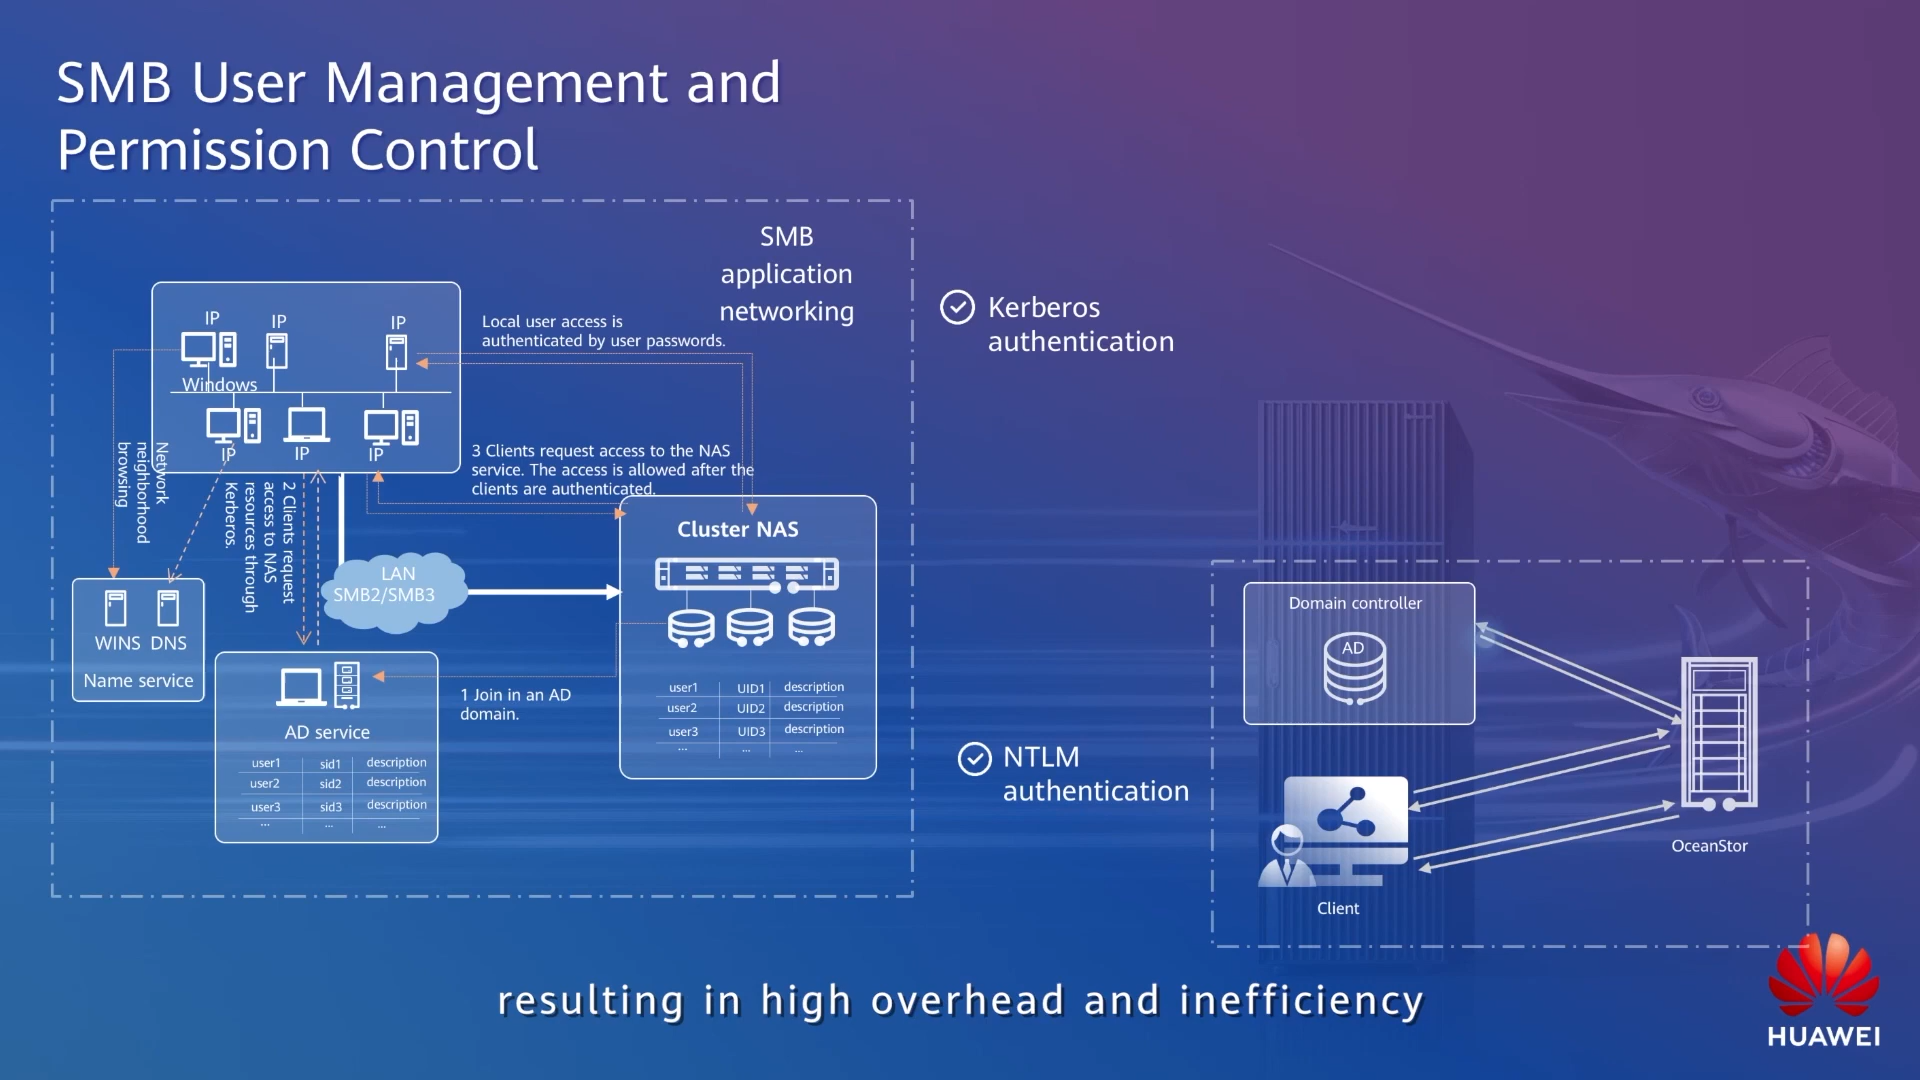 SMB User Management and
Permission Control
SMB
application
networking
IP
IP
IP
Windows
IP
IP
IP
Local user access is
authenticated by user passwords.
3 Clients request access to the NAS
service. The access is allowed after the
clients are authenticated.
Network
neighborhood
browsing
2 Clients request
access to NAS
resources through
Kerberos.
LAN
SMB2/SMB3
WINS DNS
Name service
AD service
user1 sid1 description
user2 sid2 description
user3 sid3 description
... ... ...
1 Join in an AD
domain.
Cluster NAS
user1 UID1 description
user2 UID2 description
user3 UID3 description
... ... ...
Kerberos
authentication
NTLM
authentication
Domain controller
AD
Client
OceanStor
resulting in high overhead and inefficiency
HUAWEI